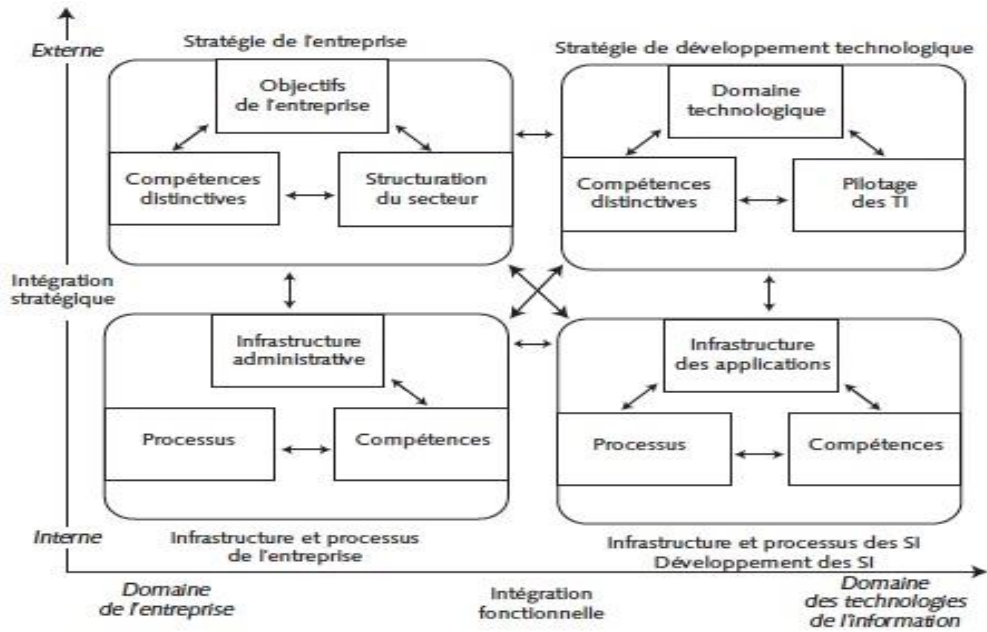 Externe
Stratégie de l'entreprise
Stratégie de développement technologique
Objectifs
de l'entreprise
Domaine
technologique
Compétences
distinctives
Structuration
du secteur
Compétences
distinctives
Pilotage
des TI
Intégration
stratégique
Infrastructure
administrative
Infrastructure
des applications
Processus
Compétences
Processus
Compétences
Interne
Infrastructure et processus
de l'entreprise
Infrastructure et processus des SI
Développement des SI
Domaine
de l'entreprise
Intégration
fonctionnelle
Domaine
des technologies
de l'information